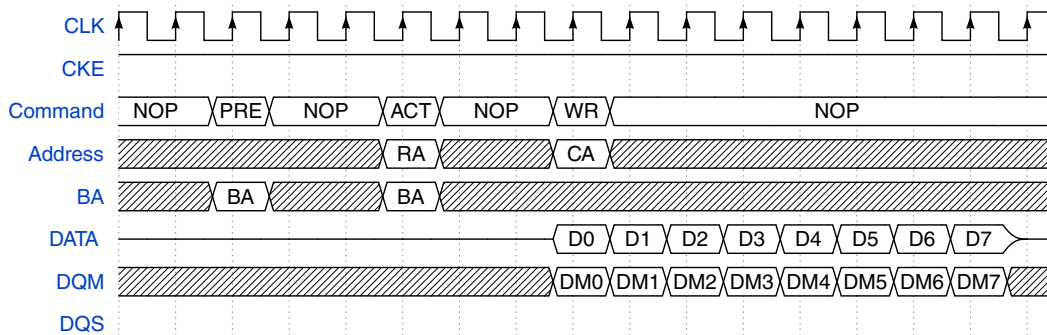 CLK
CKE
Command NOP PRE NOP ACT NOP WR NOP
Address RA CA
BA BA BA
DATA D0 D1 D2 D3 D4 D5 D6 D7
DQM DM0 DM1 DM2 DM3 DM4 DM5 DM6 DM7
DQS